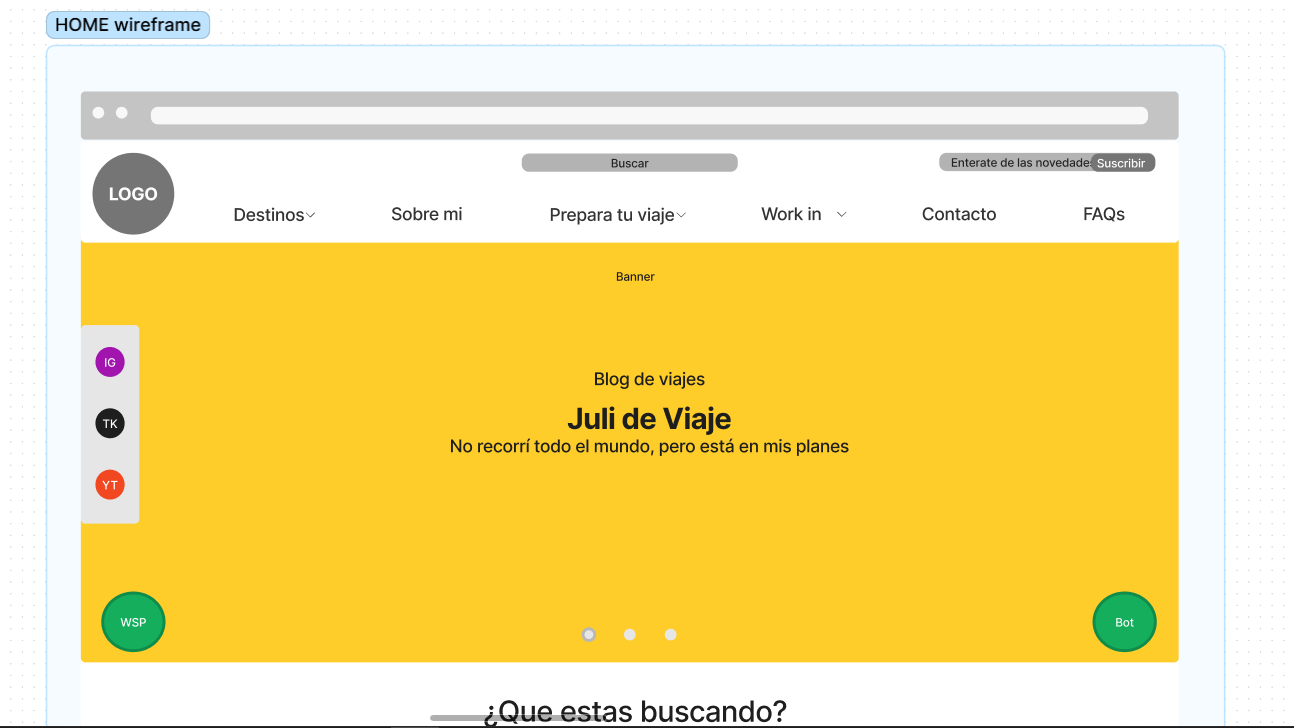 HOME wireframe
Buscar
Enterate de las novedades
Suscribir
LOGO
Destinos
Sobre mi
Prepara tu viaje
Work in
Contacto
FAQs
Banner
IG
Blog de viajes
Juli de Viaje
TK
No recorrí todo el mundo, pero está en mis planes
YT
WSP
Bot
¿Que estas buscando?